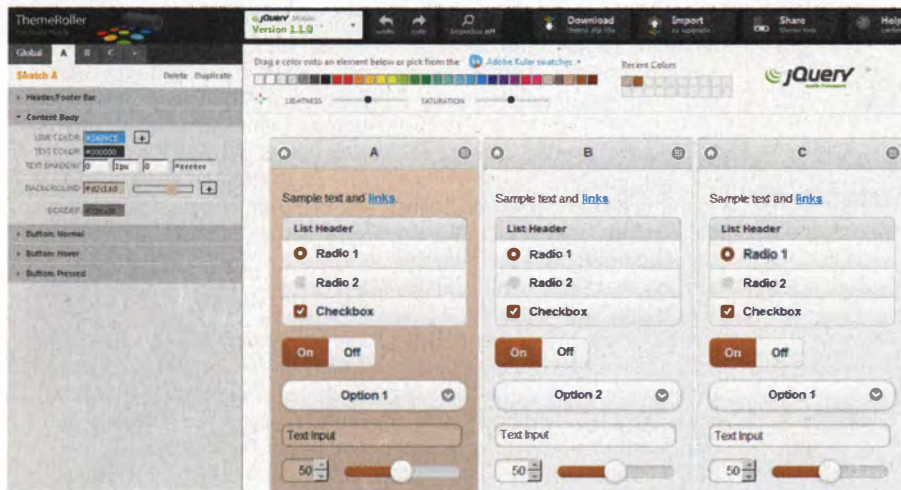 ThemeRoller
jQuery Mobile
Version 1.1.0
Download
Import
Share
Help
Global A B C +
Swatch A
Delete Duplicate
Header/Footer Bar
Content Body
LINK COLOR
TEXT COLOR #000000
TEXT SHADOW 0 1px 0 #eeeeee
BACKGROUND
BORDER
Button: Normal
Button: Hover
Button: Pressed
Drag a color onto an element below or pick from the Adobe Kuler swatches
LIGHTNESS
SATURATION
Recent Colors
jQuery
A
Sample text and links
List Header
Radio 1
Radio 2
Checkbox
On Off
Option 1
Text Input
50
B
Sample text and links
List Header
Radio 1
Radio 2
Checkbox
On Off
Option 2
Text Input
50
C
Sample text and links
List Header
Radio 1
Radio 2
Checkbox
On Off
Option 1
Text Input
50